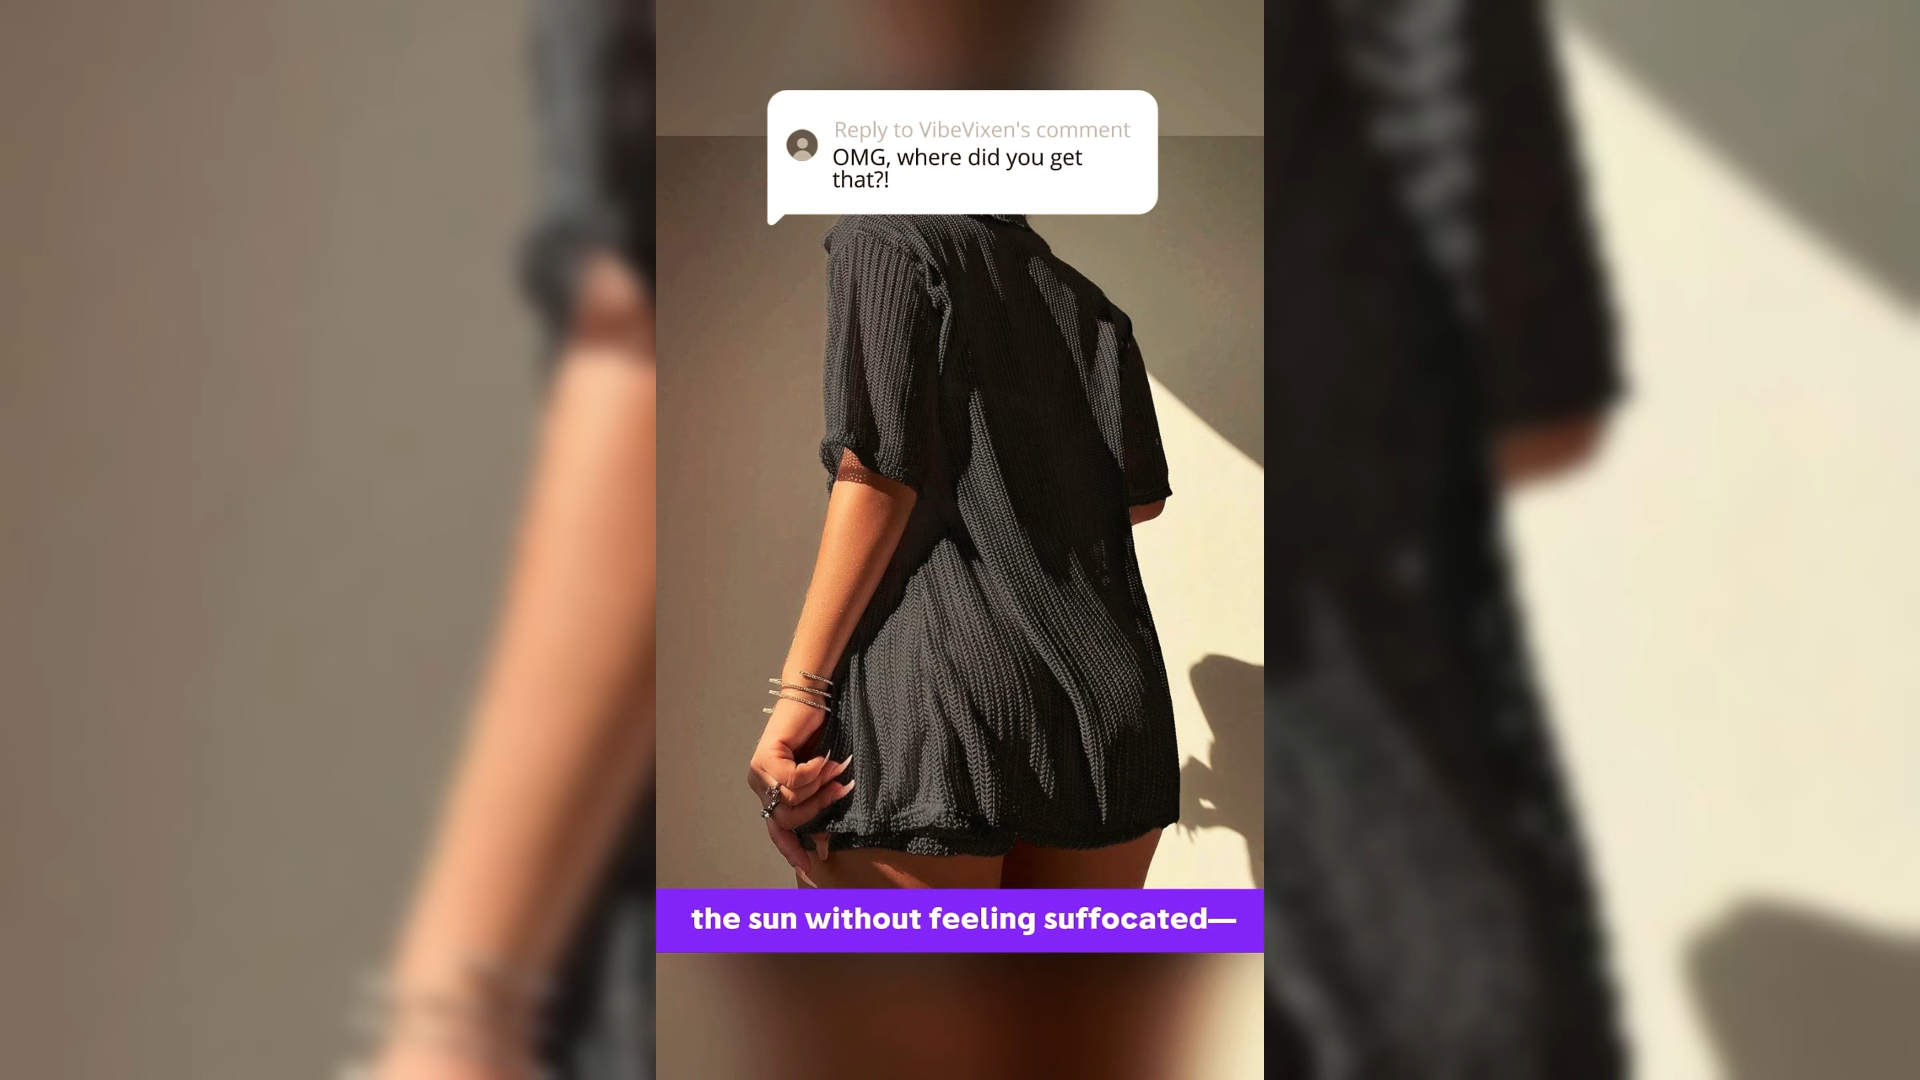 Reply to VibeVixen's comment
OMG, where did you get
that?!
the sun without feeling suffocated—